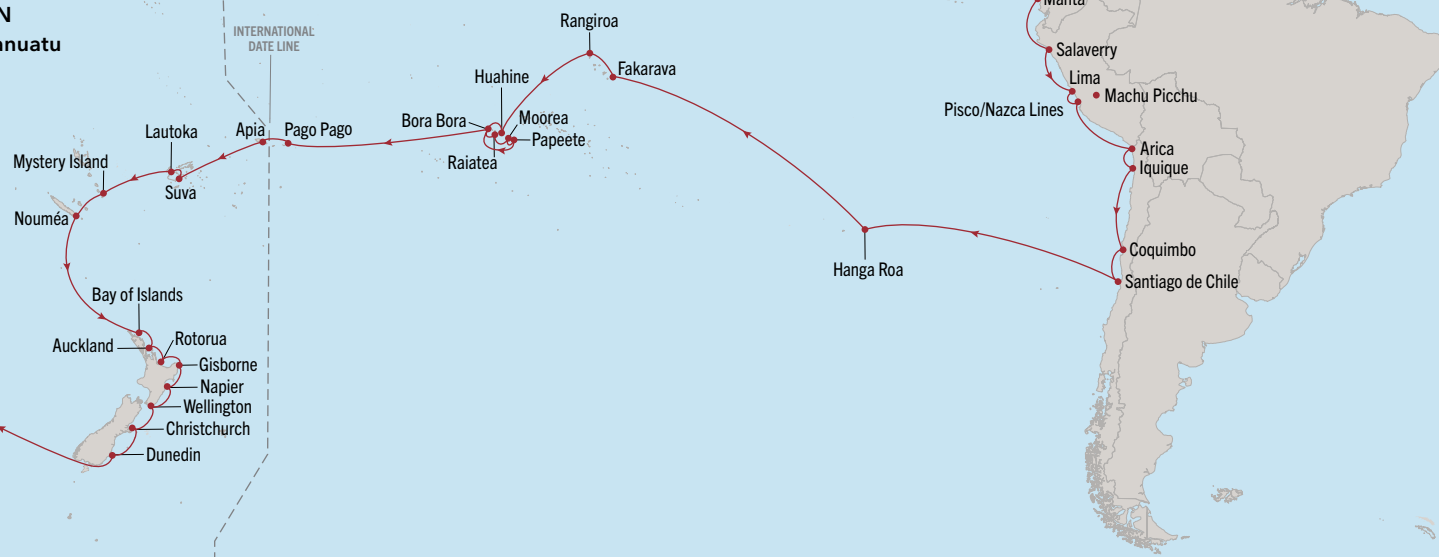 N
anuatu
INTERNATIONAL
DATE LINE
Rangiroa
Manta
Salaverry
Huahine
Fakarava
Lima
Machu Picchu
Pisco/Nazca Lines
Bora Bora
Moorea
Papeete
Raiatea
Lautoka
Apia
Pago Pago
Mystery Island
Suva
Arica
Iquique
Nouméa
Coquimbo
Hanga Roa
Santiago de Chile
Bay of Islands
Auckland
Rotorua
Gisborne
Napier
Wellington
Christchurch
Dunedin